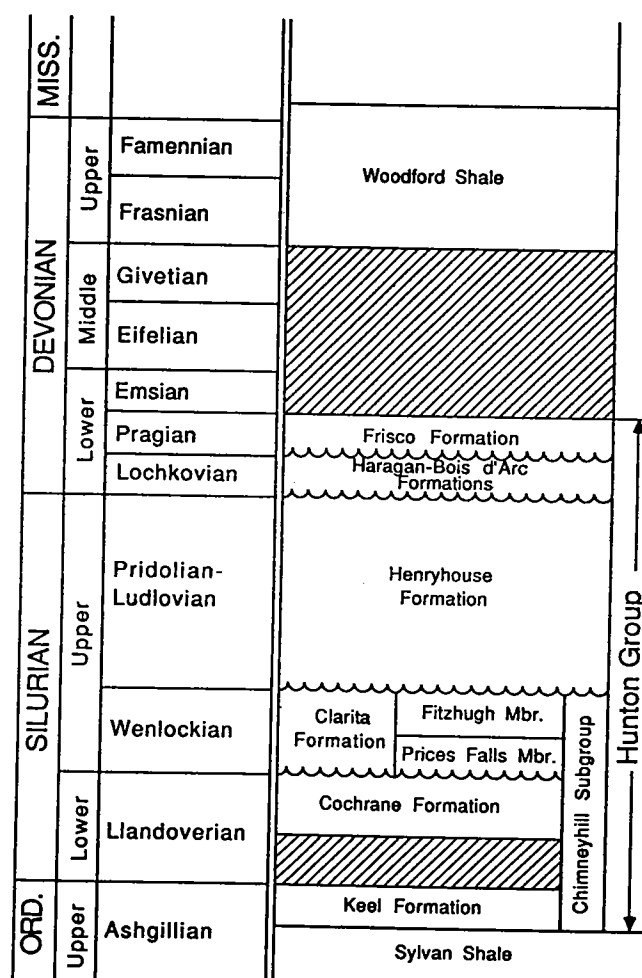 MISS.
DEVONIAN
Upper
Famennian
Woodford Shale
Frasnian
Middle
Givetian
Eifelian
Lower
Emsian
Pragian
Frisco Formation
Lochkovian
Haragan-Bois d'Arc
Formations
SILURIAN
Upper
Pridolian-
Ludlovian
Henryhouse
Formation
Wenlockian
Clarita
Formation
Fitzhugh Mbr.
Prices Falls Mbr.
Lower
Llandoverian
Cochrane Formation
Chimneyhill Subgroup
Hunton Group
ORD.
Upper
Ashgillian
Keel Formation
Sylvan Shale